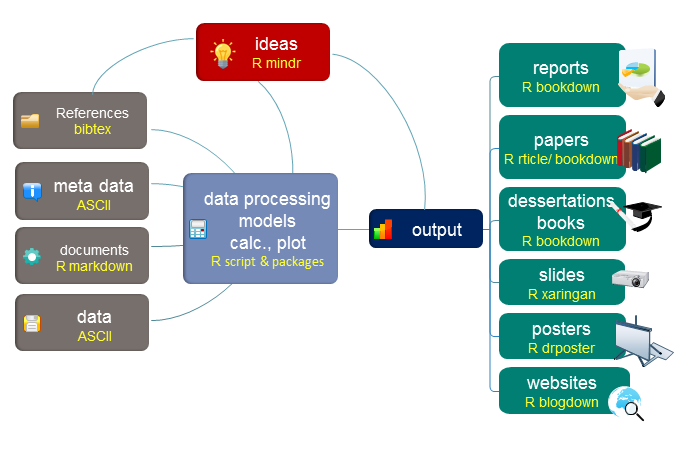 ideas
R mindr
References
bibtex
meta data
ASCII
documents
R markdown
data
ASCII
data processing
models
calc., plot
R script & packages
output
reports
R bookdown
papers
R rticle/ bookdown
dessertations
books
R bookdown
slides
R xaringan
posters
R drposter
websites
R blogdown